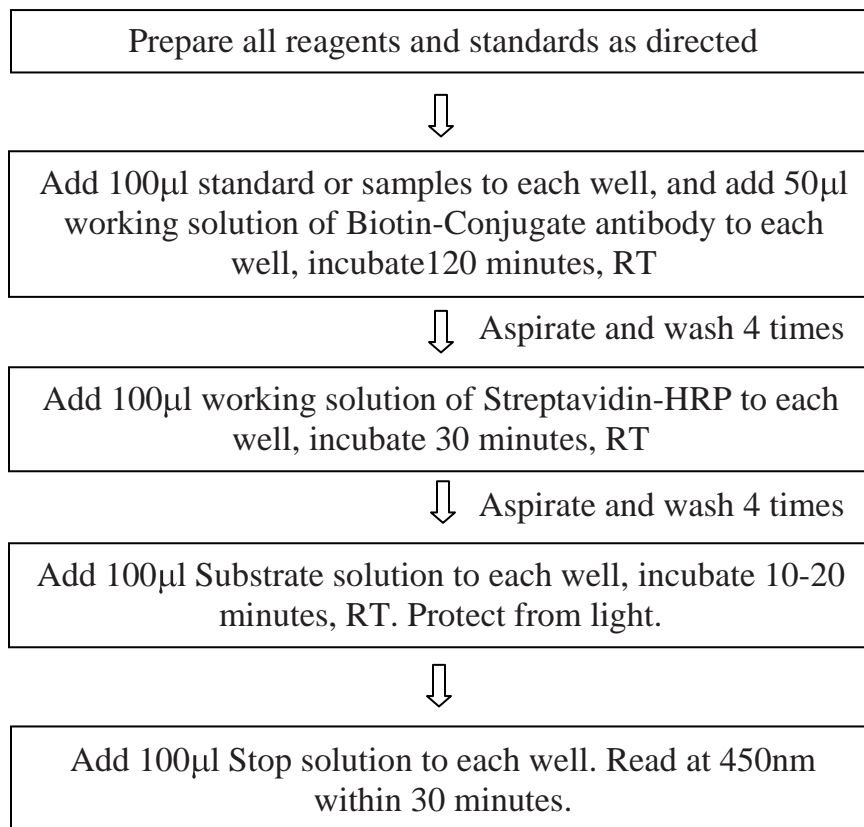 Prepare all reagents and standards as directed
Add 100μl standard or samples to each well, and add 50μl
working solution of Biotin-Conjugate antibody to each
well, incubate120 minutes, RT
Aspirate and wash 4 times
Add 100μl working solution of Streptavidin-HRP to each
well, incubate 30 minutes, RT
Aspirate and wash 4 times
Add 100μl Substrate solution to each well, incubate 10-20
minutes, RT. Protect from light.
Add 100μl Stop solution to each well. Read at 450nm
within 30 minutes.